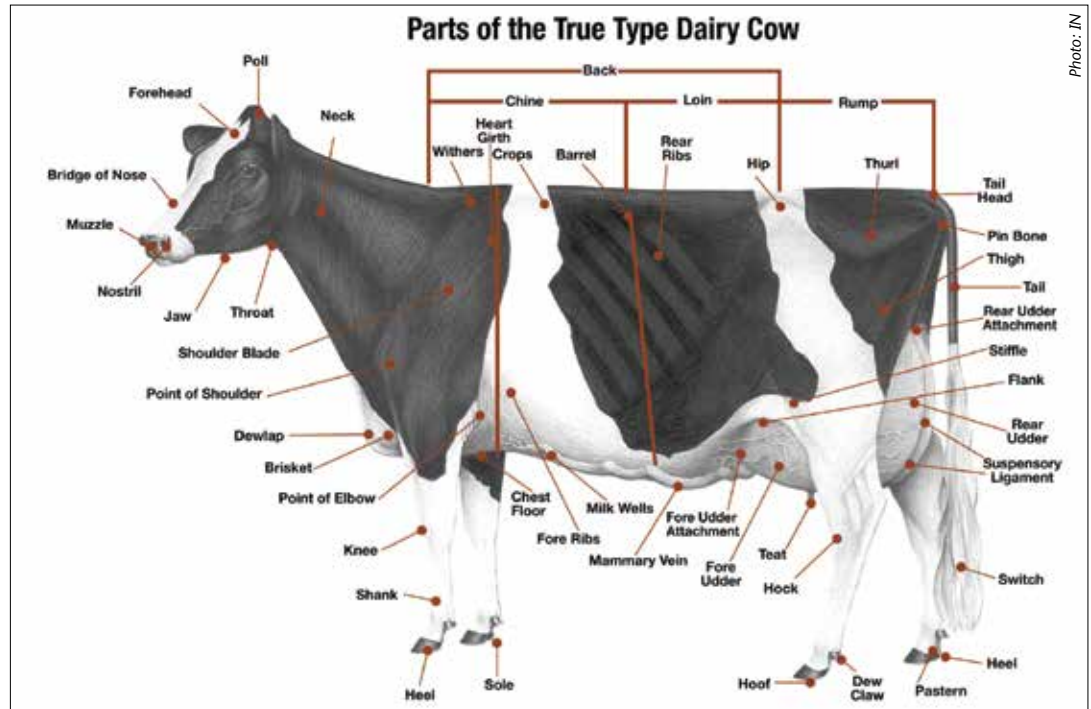 Parts of the True Type Dairy Cow
Photo: IN
Poll
Back
Forehead
Chine
Loin
Rump
Neck
Heart
Girth
Withers
Crops
Barrel
Rear
Ribs
Hip
Thurl
Bridge of Nose
Tail
Head
Muzzle
Pin Bone
Thigh
Nostril
Tail
Jaw
Throat
Rear Udder
Attachment
Shoulder Blade
Stiffle
Point of Shoulder
Flank
Dewlap
Rear
Udder
Brisket
Suspensory
Ligament
Point of Elbow
Chest
Floor
Milk Wells
Fore Udder
Attachment
Knee
Fore Ribs
Mammary Vein
Teat
Fore
Udder
Hock
Switch
Shank
Heel
Sole
Hoof
Dew
Claw
Pastern
Heel